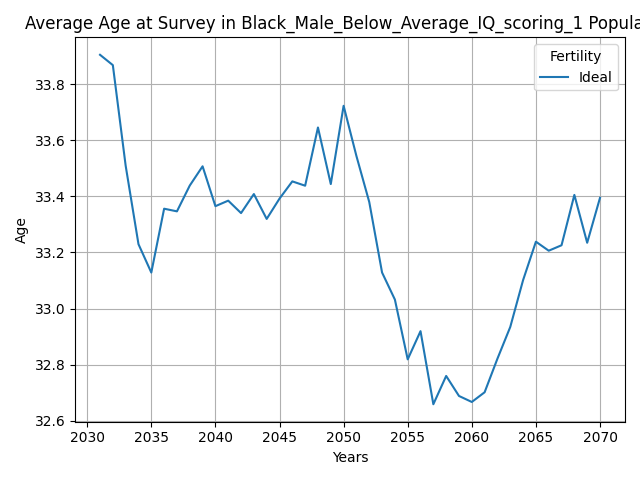 Average Age at Survey in Black_Male_Below_Average_IQ_scoring_1 Popula
Fertility
Ideal
Age
33.8
33.6
33.4
33.2
33.0
32.8
32.6
2030 2035 2040 2045 2050 2055 2060 2065 2070
Years